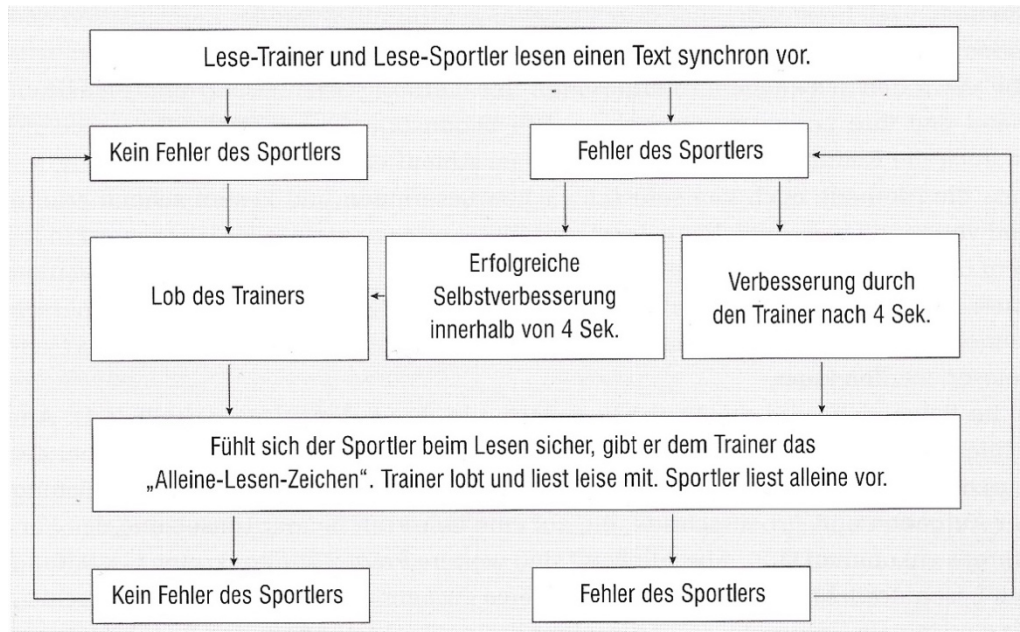 Lese-Trainer und Lese-Sportler lesen einen Text synchron vor.
Kein Fehler des Sportlers
Fehler des Sportlers
Lob des Trainers
Erfolgreiche
Selbstverbesserung
innerhalb von 4 Sek.
Verbesserung durch
den Trainer nach 4 Sek.
Fühlt sich der Sportler beim Lesen sicher, gibt er dem Trainer das
„Alleine-Lesen-Zeichen“. Trainer lobt und liest leise mit. Sportler liest alleine vor.
Kein Fehler des Sportlers
Fehler des Sportlers